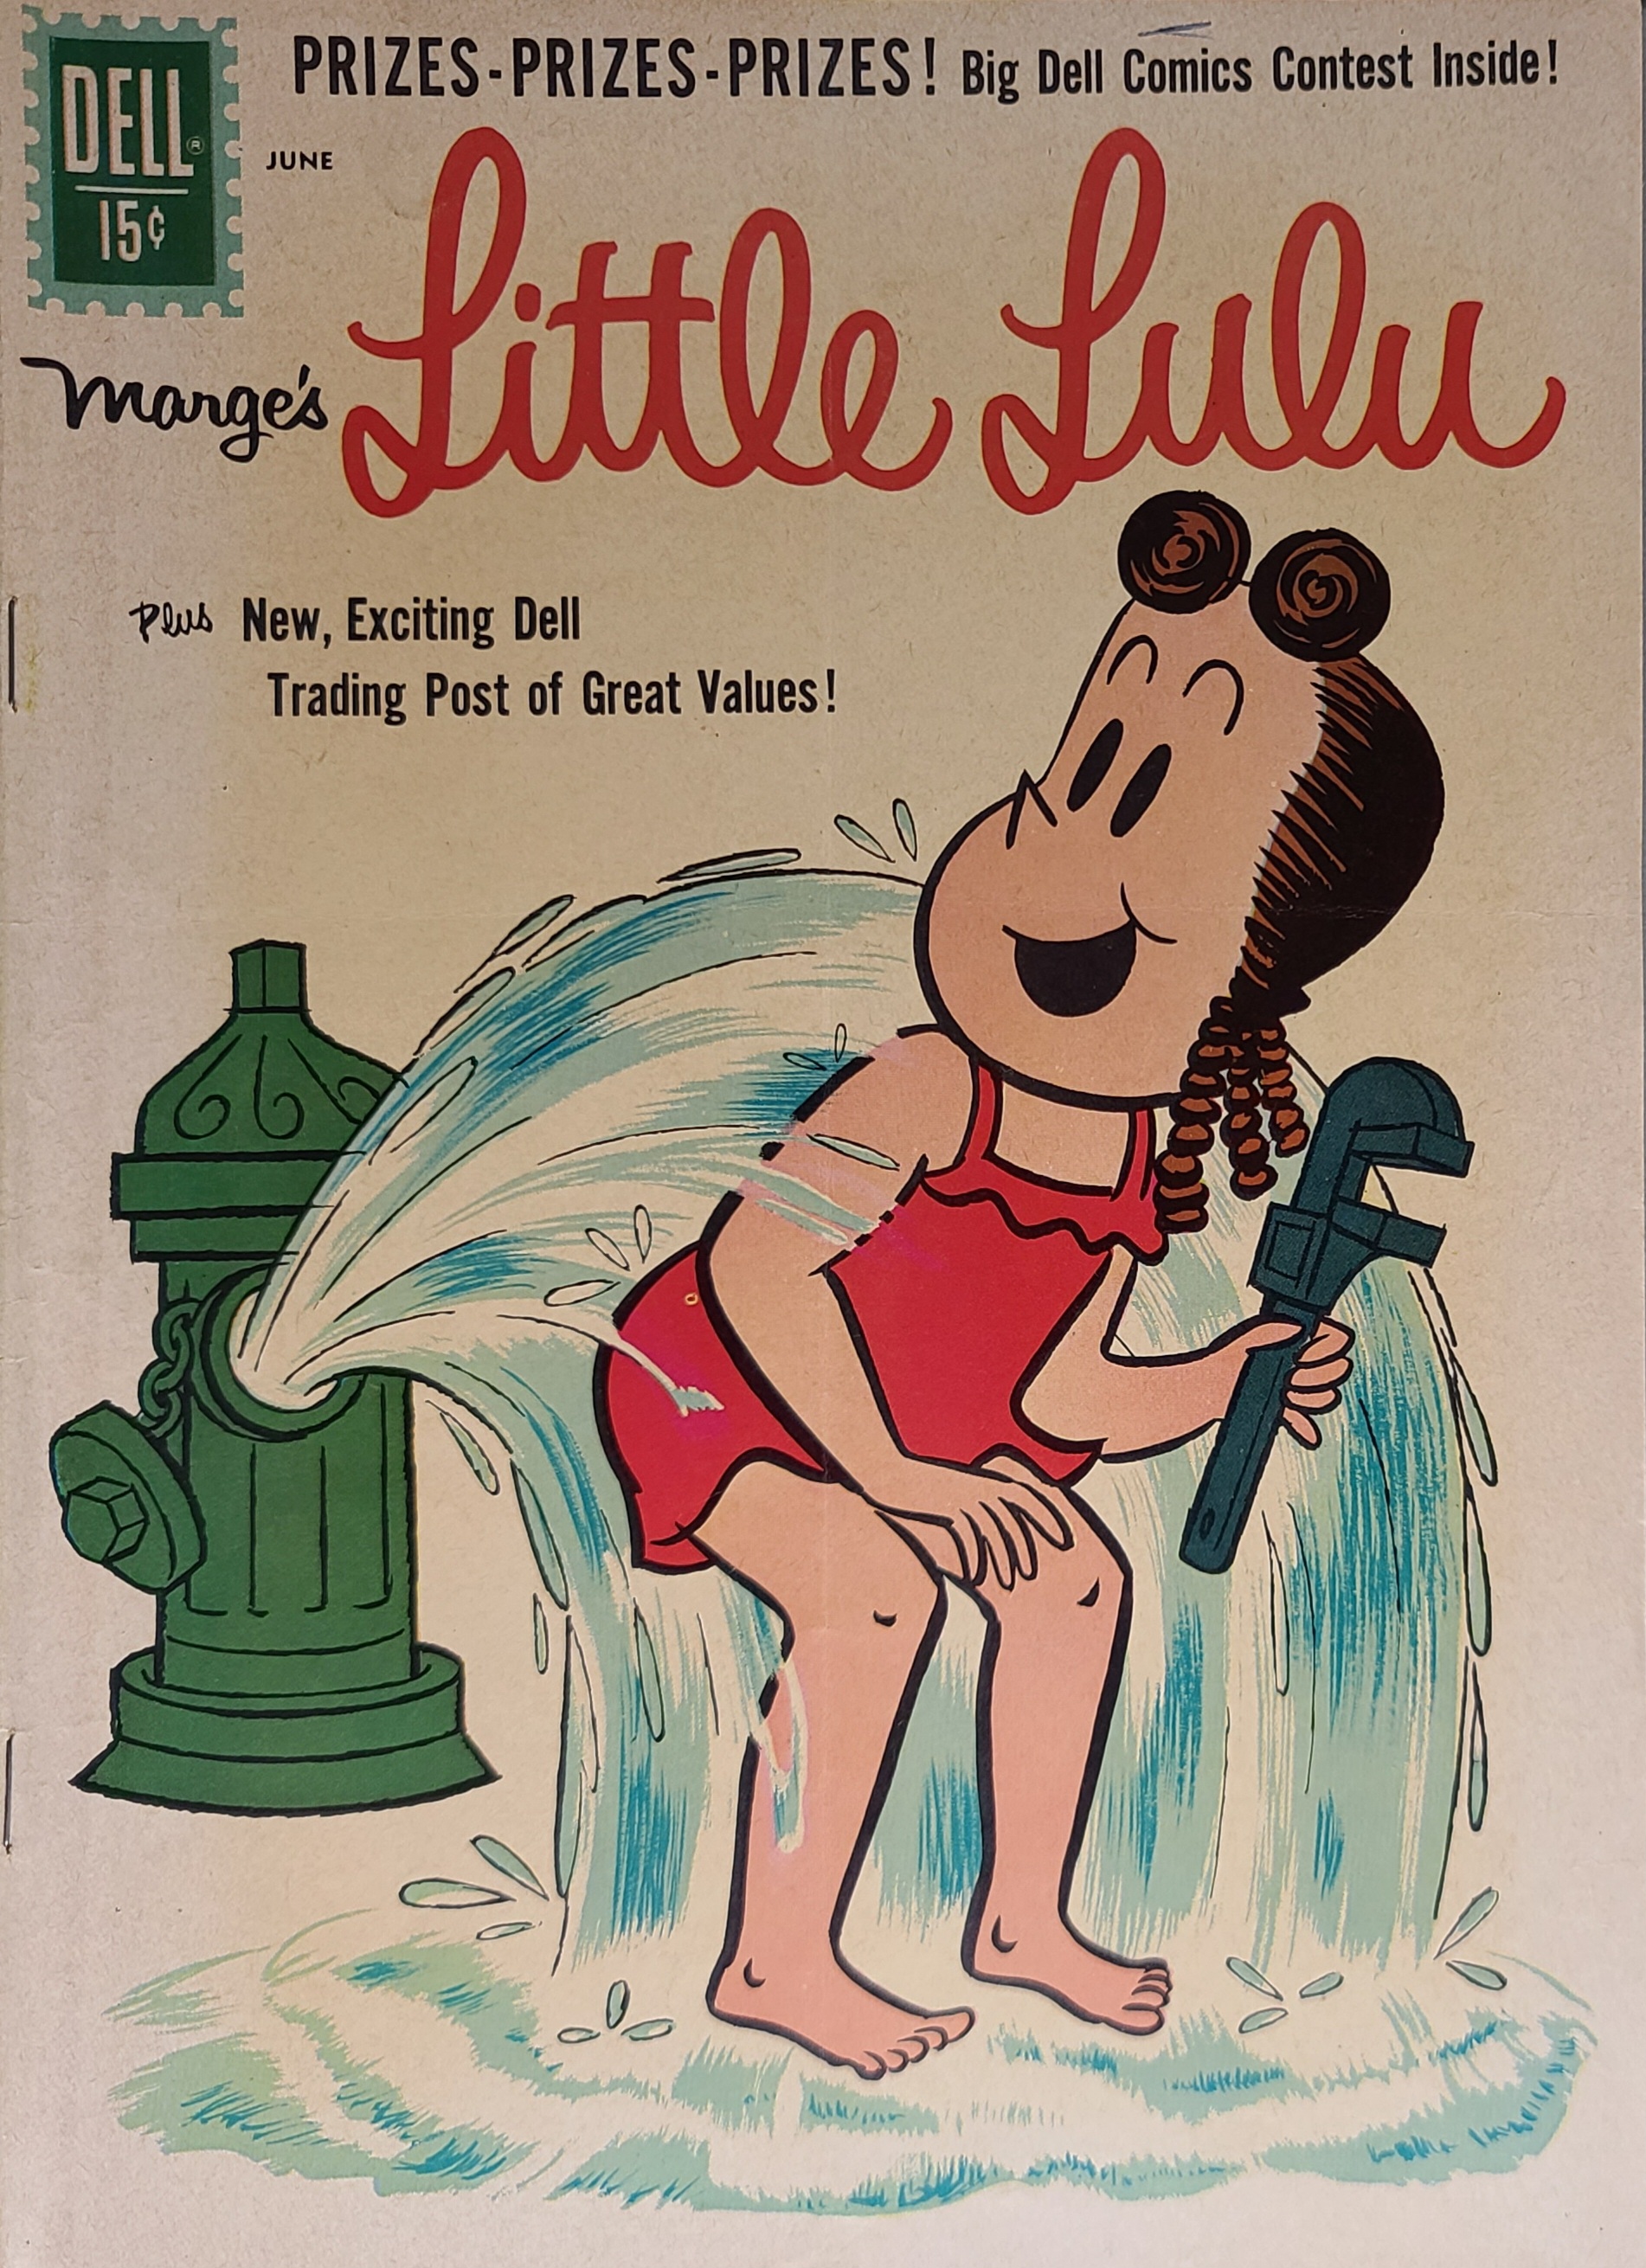 PRIZES-PRIZES-PRIZES! Big Dell Comics Contest Inside!
DELL®
15¢
JUNE
Marge's Little Lulu
Plus New, Exciting Dell
Trading Post of Great Values!